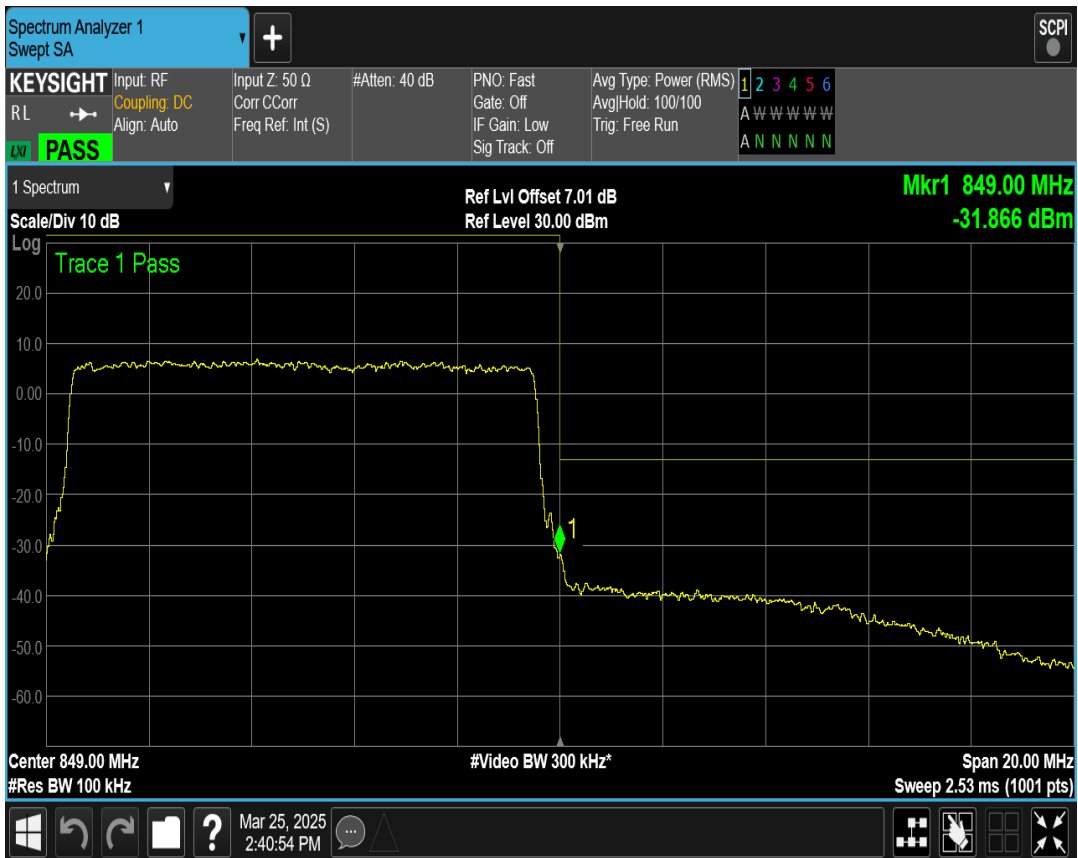 Spectrum Analyzer 1
Swept SA
+
SCPI
KEYSIGHT
RL
LXI PASS
Input: RF
Coupling: DC
Align: Auto
Input Z: 50 Ω
Corr CCorr
Freq Ref: Int (S)
#Atten: 40 dB
PNO: Fast
Gate: Off
IF Gain: Low
Sig Track: Off
Avg Type: Power (RMS)
Avg|Hold: 100/100
Trig: Free Run
1 2 3 4 5 6
A W W W W W
A N N N N N
1 Spectrum
Scale/Div 10 dB
Ref Lvl Offset 7.01 dB
Ref Level 30.00 dBm
Mkr1 849.00 MHz
-31.866 dBm
Log
Trace 1 Pass
20.0
10.0
0.00
-10.0
-20.0
1
-30.0
-40.0
-50.0
-60.0
Center 849.00 MHz
#Video BW 300 kHz*
Span 20.00 MHz
#Res BW 100 kHz
Sweep 2.53 ms (1001 pts)
?
Mar 25, 2025
2:40:54 PM